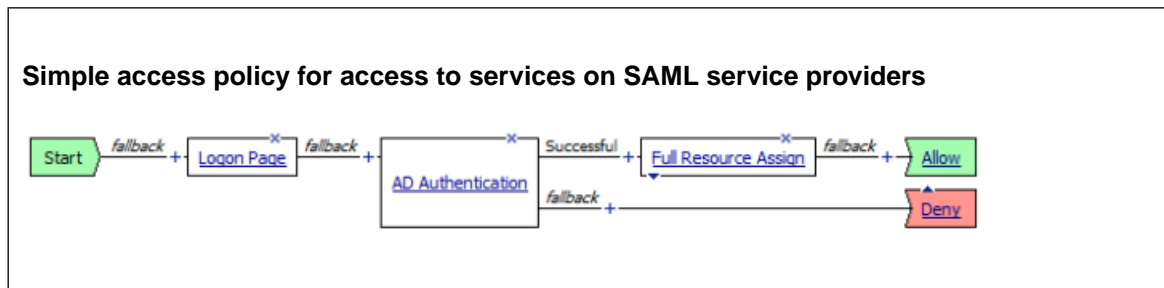 Simple access policy for access to services on SAML service providers
Start fallback + Logon Page fallback + AD Authentication Successful + Full Resource Assign fallback + Allow
fallback + Deny